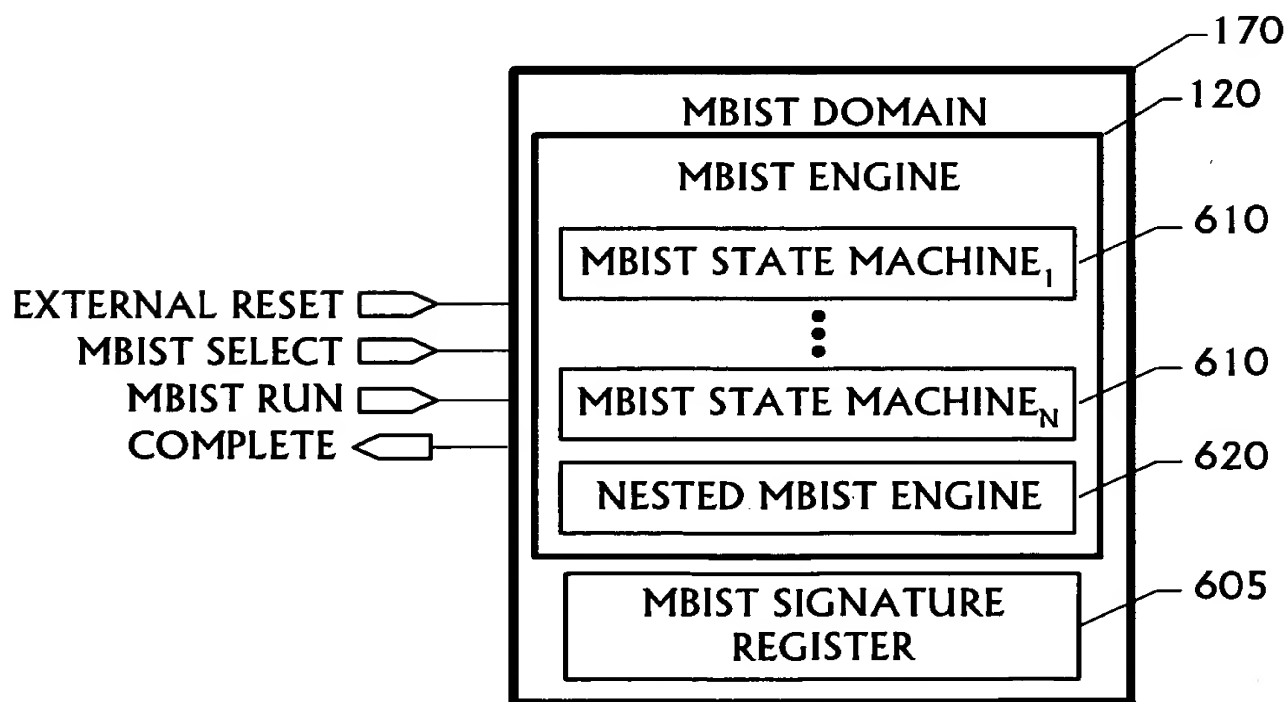 170
MBIST DOMAIN
120
MBIST ENGINE
610
MBIST STATE MACHINE1
EXTERNAL RESET
MBIST SELECT
610
MBIST RUN
MBIST STATE MACHINEN
COMPLETE
620
NESTED MBIST ENGINE
605
MBIST SIGNATURE
REGISTER